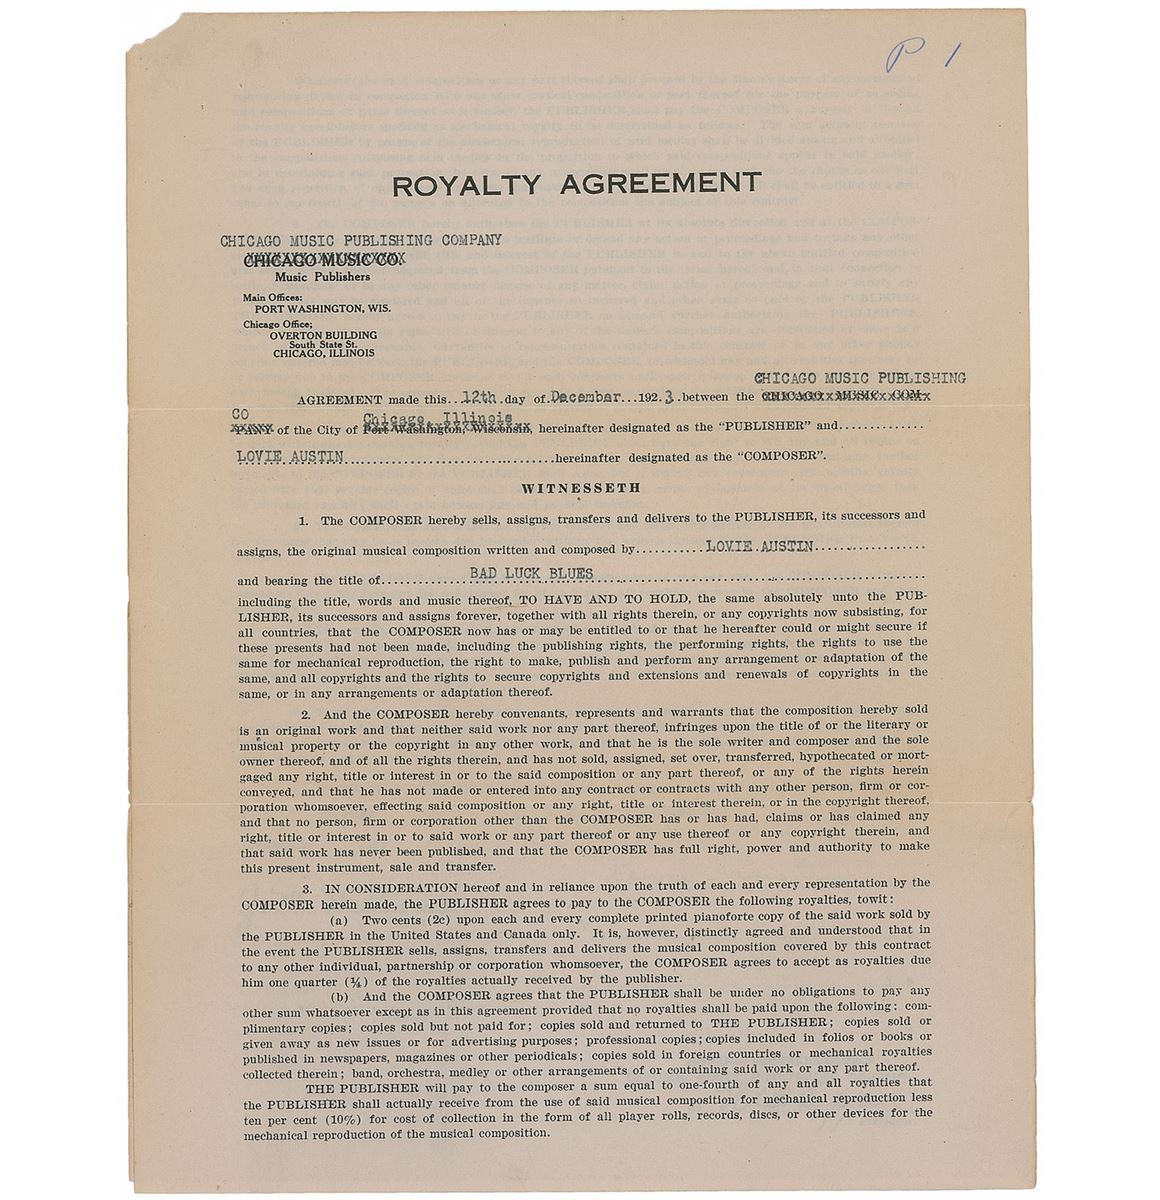 P 1
ROYALTY AGREEMENT
CHICAGO MUSIC PUBLISHING COMPANY
CHICAGO MUSIC CO.
Music Publishers
Main Offices:
PORT WASHINGTON, WIS.
Chicago Office;
OVERTON BUILDING
South State St.
CHICAGO, ILLINOIS
CHICAGO MUSIC PUBLISHING
AGREEMENT made this...12th.day of.December...192.3.between the CHICAGO MUSIC COM-
CO Chicago, Illinois
PANY of the City of Port Washington, Wisconsin, hereinafter designated as the "PUBLISHER" and..............
LOVIE AUSTIN..................................hereinafter designated as the "COMPOSER".
WITNESSETH
1. The COMPOSER hereby sells, assigns, transfers and delivers to the PUBLISHER, its successors and
assigns, the original musical composition written and composed by...........LOVIE.AUSTIN..................
and bearing the title of..............BAD LUCK BLUES......................................................
including the title, words and music thereof, TO HAVE AND TO HOLD, the same absolutely unto the PUB-
LISHER, its successors and assigns forever, together with all rights therein, or any copyrights now subsisting, for
all countries, that the COMPOSER now has or may be entitled to or that he hereafter could or might secure if
these presents had not been made, including the publishing rights, the performing rights, the rights to use the
same for mechanical reproduction, the right to make, publish and perform any arrangement or adaptation of the
same, and all copyrights and the rights to secure copyrights and extensions and renewals of copyrights in the
same, or in any arrangements or adaptation thereof.
2. And the COMPOSER hereby convenants, represents and warrants that the composition hereby sold
is an original work and that neither said work nor any part thereof, infringes upon the title of or the literary or
musical property or the copyright in any other work, and that he is the sole writer and composer and the sole
owner thereof, and of all the rights therein, and has not sold, assigned, set over, transferred, hypothecated or mort-
gaged any right, title or interest in or to the said composition or any part thereof, or any of the rights herein
conveyed, and that he has not made or entered into any contract or contracts with any other person, firm or cor-
poration whomsoever, effecting said composition or any right, title or interest therein, or in the copyright thereof,
and that no person, firm or corporation other than the COMPOSER has or has had, claims or has claimed any
right, title or interest in or to said work or any part thereof or any use thereof or any copyright therein, and
that said work has never been published, and that the COMPOSER has full right, power and authority to make
this present instrument, sale and transfer.
3. IN CONSIDERATION hereof and in reliance upon the truth of each and every representation by the
COMPOSER herein made, the PUBLISHER agrees to pay to the COMPOSER the following royalties, towit:
(a) Two cents (2c) upon each and every complete printed pianoforte copy of the said work sold by
the PUBLISHER in the United States and Canada only. It is, however, distinctly agreed and understood that in
the event the PUBLISHER sells, assigns, transfers and delivers the musical composition covered by this contract
to any other individual, partnership or corporation whomsoever, the COMPOSER agrees to accept as royalties due
him one quarter (¼) of the royalties actually received by the publisher.
(b) And the COMPOSER agrees that the PUBLISHER shall be under no obligations to pay any
other sum whatsoever except as in this agreement provided that no royalties shall be paid upon the following: com-
plimentary copies; copies sold but not paid for; copies sold and returned to THE PUBLISHER; copies sold or
given away as new issues or for advertising purposes; professional copies; copies included in folios or books or
published in newspapers, magazines or other periodicals; copies sold in foreign countries or mechanical royalties
collected therein; band, orchestra, medley or other arrangements of or containing said work or any part thereof.
THE PUBLISHER will pay to the composer a sum equal to one-fourth of any and all royalties that
the PUBLISHER shall actually receive from the use of said musical composition for mechanical reproduction less
ten per cent (10%) for cost of collection in the form of all player rolls, records, discs, or other devices for the
mechanical reproduction of the musical composition.